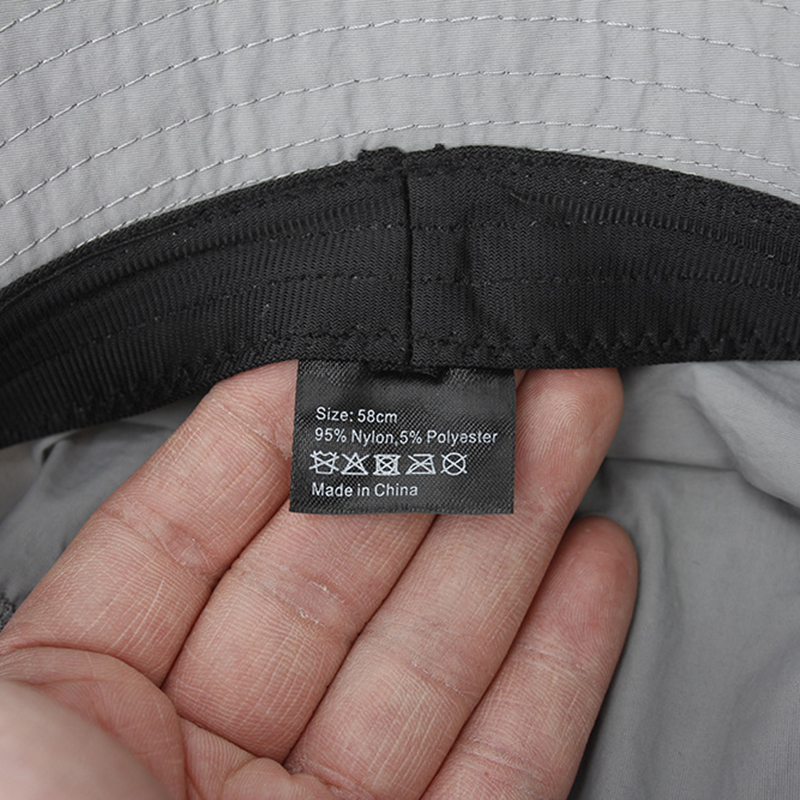 Size: 58cm
95% Nylon,5% Polyester
Made in China